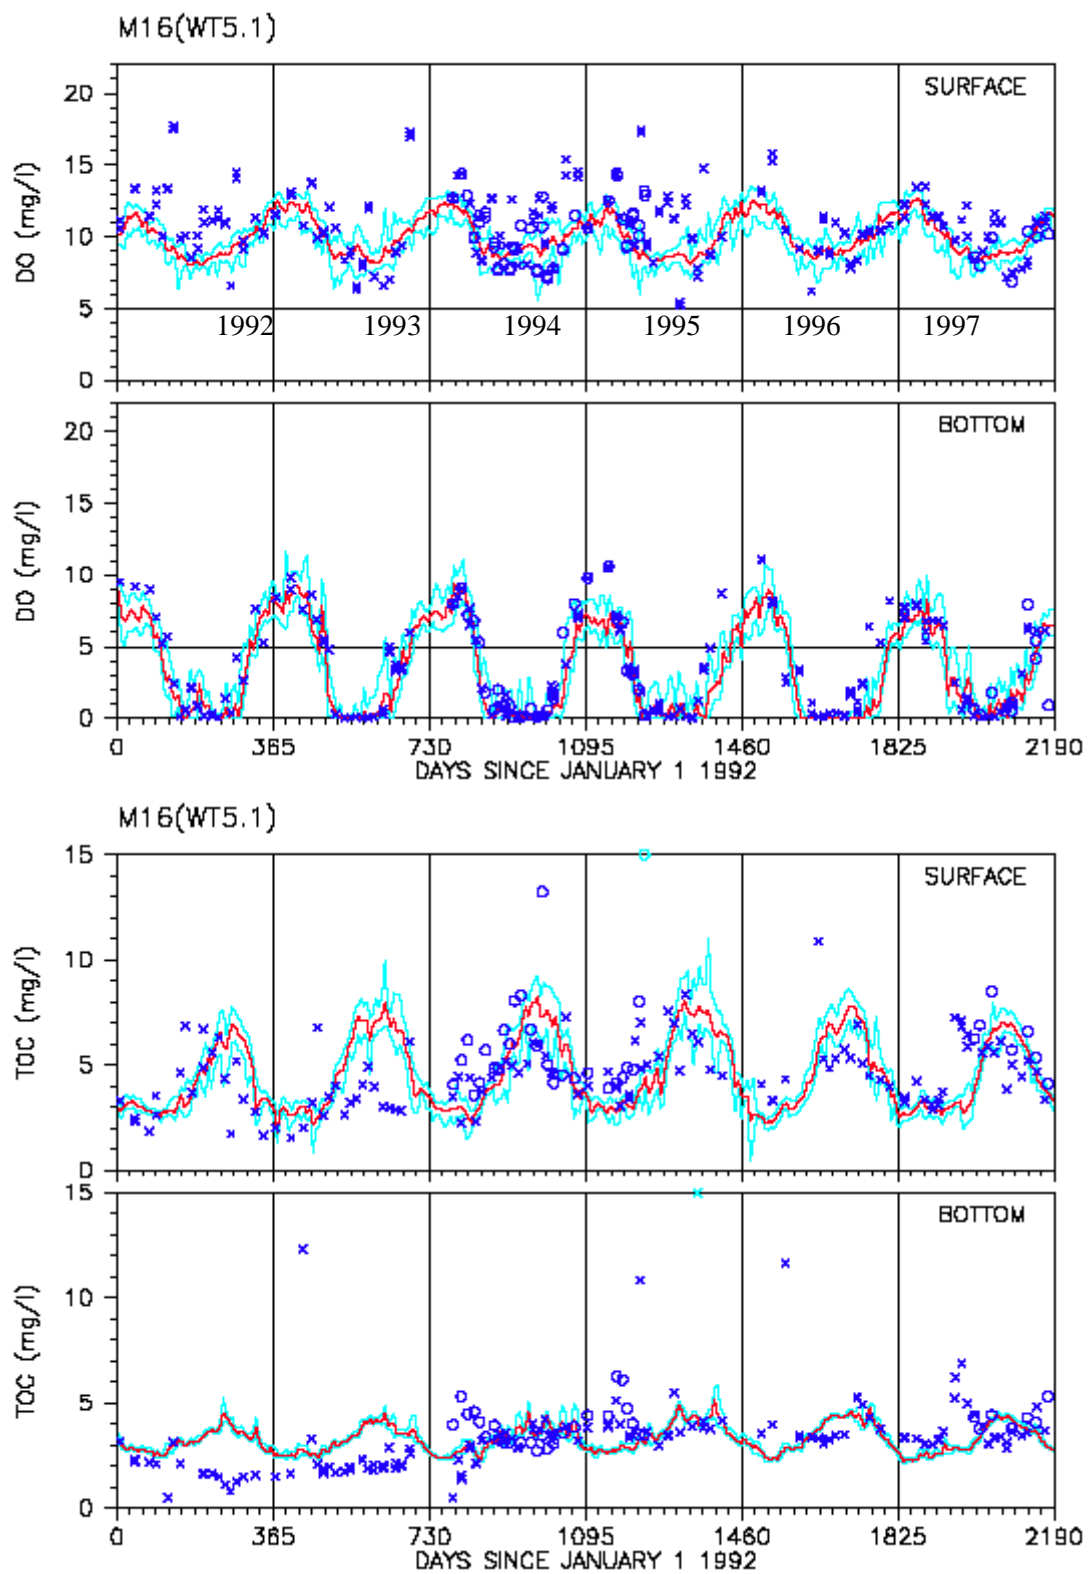 M16(WT5.1)
SURFACE
DO (mg/l)
20
15
10
5
0
1992 1993 1994 1995 1996 1997
BOTTOM
DO (mg/l)
20
15
10
5
0
0 365 730 1095 1460 1825 2190
DAYS SINCE JANUARY 1 1992
M16(WT5.1)
SURFACE
TOC (mg/l)
15
10
5
0
BOTTOM
TOC (mg/l)
15
10
5
0
0 365 730 1095 1460 1825 2190
DAYS SINCE JANUARY 1 1992